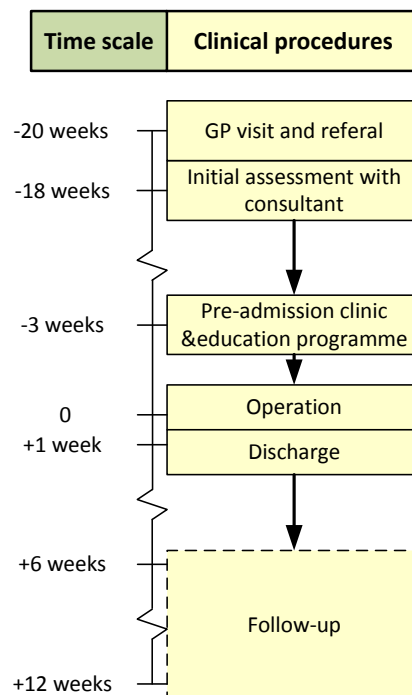 Time scale
Clinical procedures
-20 weeks
GP visit and referal
-18 weeks
Initial assessment with
consultant
-3 weeks
Pre-admission clinic
&education programme
0
Operation
+1 week
Discharge
+6 weeks
Follow-up
+12 weeks